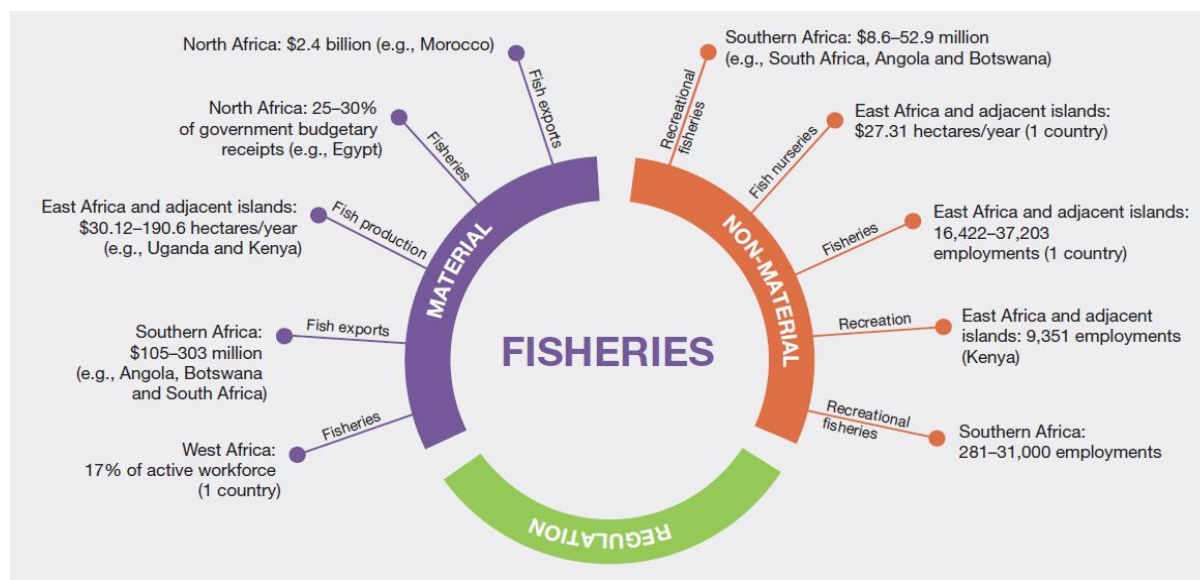 North Africa: $2.4 billion (e.g., Morocco)
Fish exports
North Africa: 25–30%
of government budgetary
receipts (e.g., Egypt)
Fisheries
East Africa and adjacent islands:
$30.12–190.6 hectares/year
(e.g., Uganda and Kenya)
Fish production
Southern Africa:
$105–303 million
(e.g., Angola, Botswana
and South Africa)
Fish exports
West Africa:
17% of active workforce
(1 country)
Fisheries
MATERIAL
FISHERIES
Southern Africa: $8.6–52.9 million
(e.g., South Africa, Angola and Botswana)
Recreational
fisheries
East Africa and adjacent islands:
$27.31 hectares/year (1 country)
Fish nurseries
East Africa and adjacent islands:
16,422–37,203
employments (1 country)
Fisheries
East Africa and adjacent
islands: 9,351 employments
(Kenya)
Recreation
Southern Africa:
281–31,000 employments
Recreational
fisheries
NON-MATERIAL
REGULATION